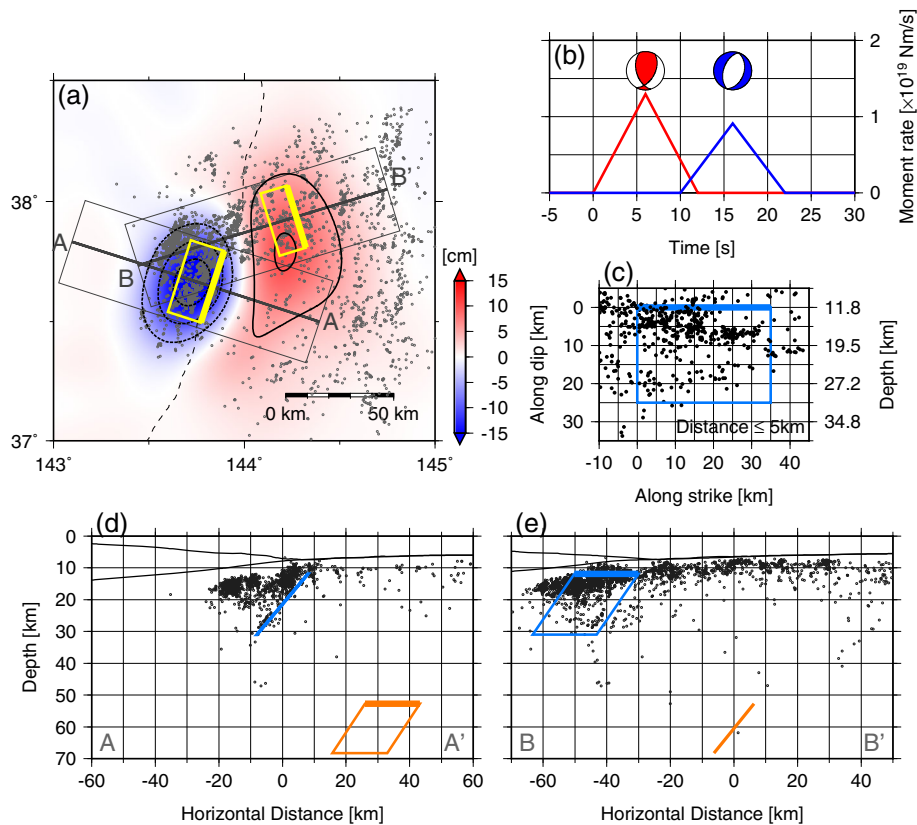 (a)
B'
A
B
A'
38˚
37˚
143˚
144˚
145˚
0 km
50 km
[cm]
15
10
5
0
-5
-10
-15
(b)
2
1
0
Moment rate [×10¹⁹ Nm/s]
-5
0
5
10
15
20
25
30
Time [s]
(c)
0
5
10
15
20
25
30
Along dip [km]
11.8
19.5
27.2
34.8
Depth [km]
Distance ≤ 5km
-10
0
10
20
30
40
Along strike [km]
(d)
0
10
20
30
40
50
60
70
Depth [km]
A
A'
-60
-40
-20
0
20
40
60
Horizontal Distance [km]
(e)
B
B'
-60
-40
-20
0
20
40
Horizontal Distance [km]